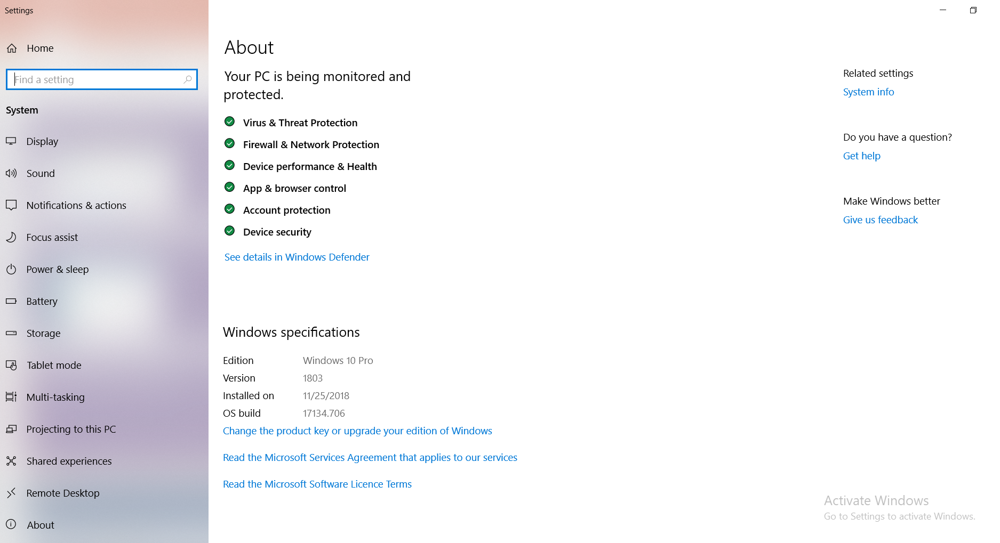 Settings
Home
Find a setting
System
Display
Sound
Notifications & actions
Focus assist
Power & sleep
Battery
Storage
Tablet mode
Multi-tasking
Projecting to this PC
Shared experiences
Remote Desktop
About
About
Your PC is being monitored and
protected.
Virus & Threat Protection
Firewall & Network Protection
Device performance & Health
App & browser control
Account protection
Device security
See details in Windows Defender
Windows specifications
Edition Windows 10 Pro
Version 1803
Installed on 11/25/2018
OS build 17134.706
Change the product key or upgrade your edition of Windows
Read the Microsoft Services Agreement that applies to our services
Read the Microsoft Software Licence Terms
Related settings
System info
Do you have a question?
Get help
Make Windows better
Give us feedback
Activate Windows
Go to Settings to activate Windows.